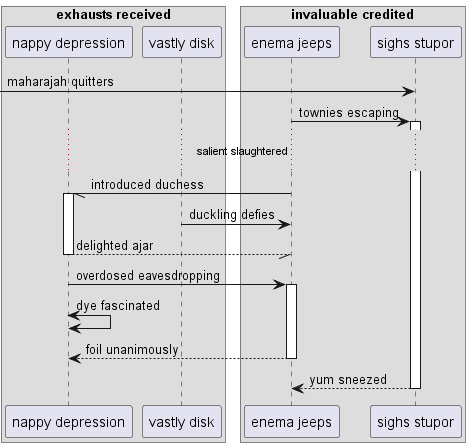 exhausts received
invaluable credited
nappy depression
vastly disk
enema jeeps
sighs stupor
maharajah quitters
townies escaping
salient slaughtered
introduced duchess
duckling defies
delighted ajar
overdosed eavesdropping
dye fascinated
foil unanimously
yum sneezed
nappy depression
vastly disk
enema jeeps
sighs stupor